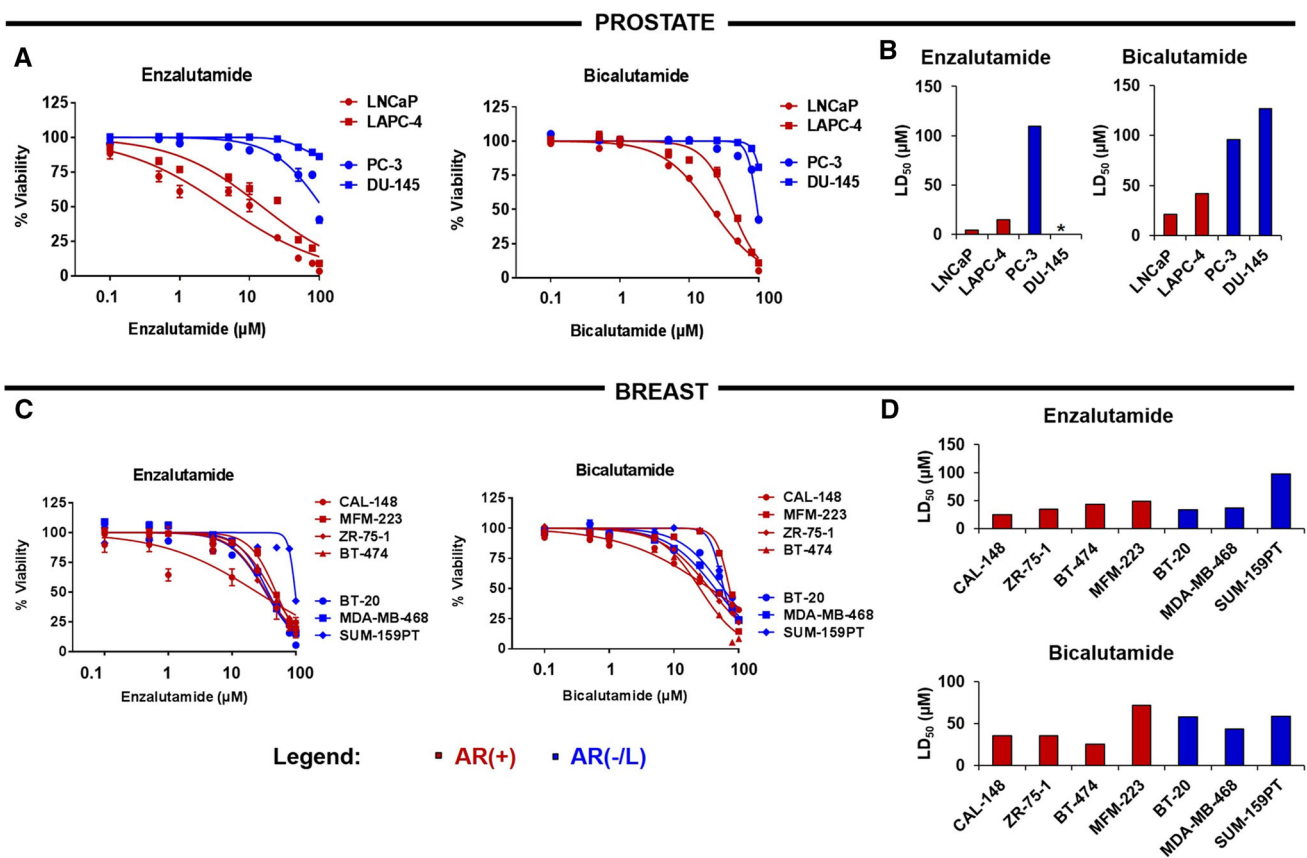 PROSTATE
A
Enzalutamide
125
100
75
50
25
0
% Viability
0.1 1 10 100
Enzalutamide (µM)
LNCaP
LAPC-4
PC-3
DU-145
Bicalutamide
125
100
75
50
25
0
% Viability
0.1 1 10 100
Bicalutamide (µM)
LNCaP
LAPC-4
PC-3
DU-145
B
Enzalutamide
150
100
50
0
LD50 (µM)
*
LNCaP
LAPC-4
PC-3
DU-145
Bicalutamide
150
100
50
0
LD50 (µM)
LNCaP
LAPC-4
PC-3
DU-145
BREAST
C
Enzalutamide
125
100
75
50
25
0
% Viability
0.1 1 10 100
Enzalutamide (µM)
CAL-148
MFM-223
ZR-75-1
BT-474
BT-20
MDA-MB-468
SUM-159PT
Bicalutamide
125
100
75
50
25
0
% Viability
0.1 1 10 100
Bicalutamide (µM)
CAL-148
MFM-223
ZR-75-1
BT-474
BT-20
MDA-MB-468
SUM-159PT
D
Enzalutamide
150
100
50
0
LD50 (µM)
CAL-148
ZR-75-1
BT-474
MFM-223
BT-20
MDA-MB-468
SUM-159PT
Bicalutamide
100
50
0
LD50 (µM)
CAL-148
ZR-75-1
BT-474
MFM-223
BT-20
MDA-MB-468
SUM-159PT
Legend: AR(+) AR(-/L)